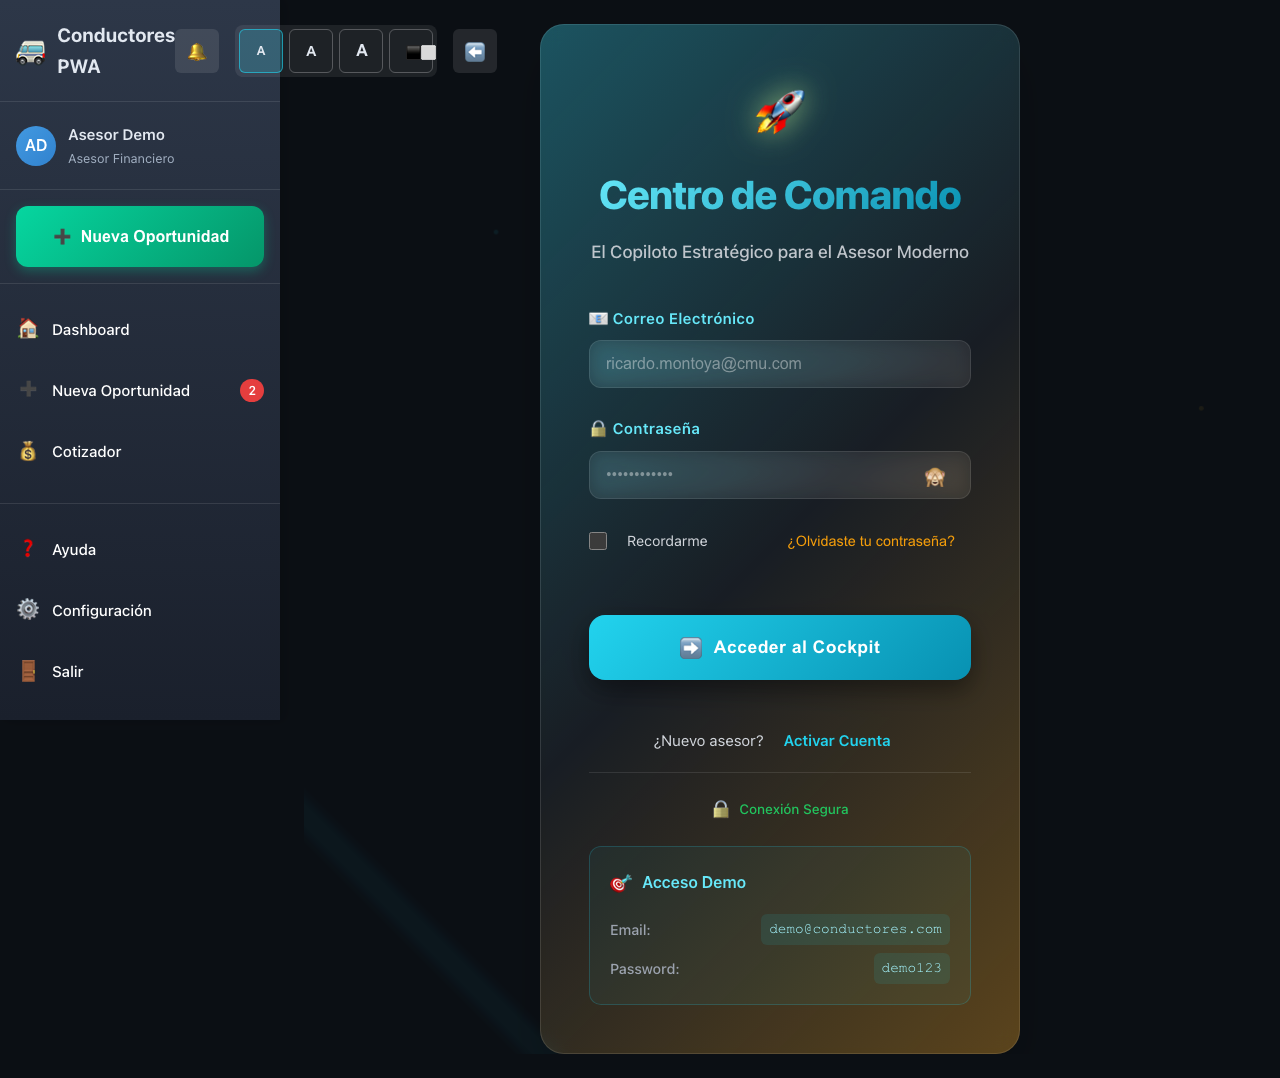 Conductores
PWA
A
A
A
AD
Asesor Demo
Asesor Financiero
Nueva Oportunidad
Dashboard
Nueva Oportunidad
2
Cotizador
Ayuda
Configuración
Salir
Centro de Comando
El Copiloto Estratégico para el Asesor Moderno
Correo Electrónico
ricardo.montoya@cmu.com
Contraseña
••••••••••••
Recordarme
¿Olvidaste tu contraseña?
Acceder al Cockpit
¿Nuevo asesor? Activar Cuenta
Conexión Segura
Acceso Demo
Email: demo@conductores.com
Password: demo123